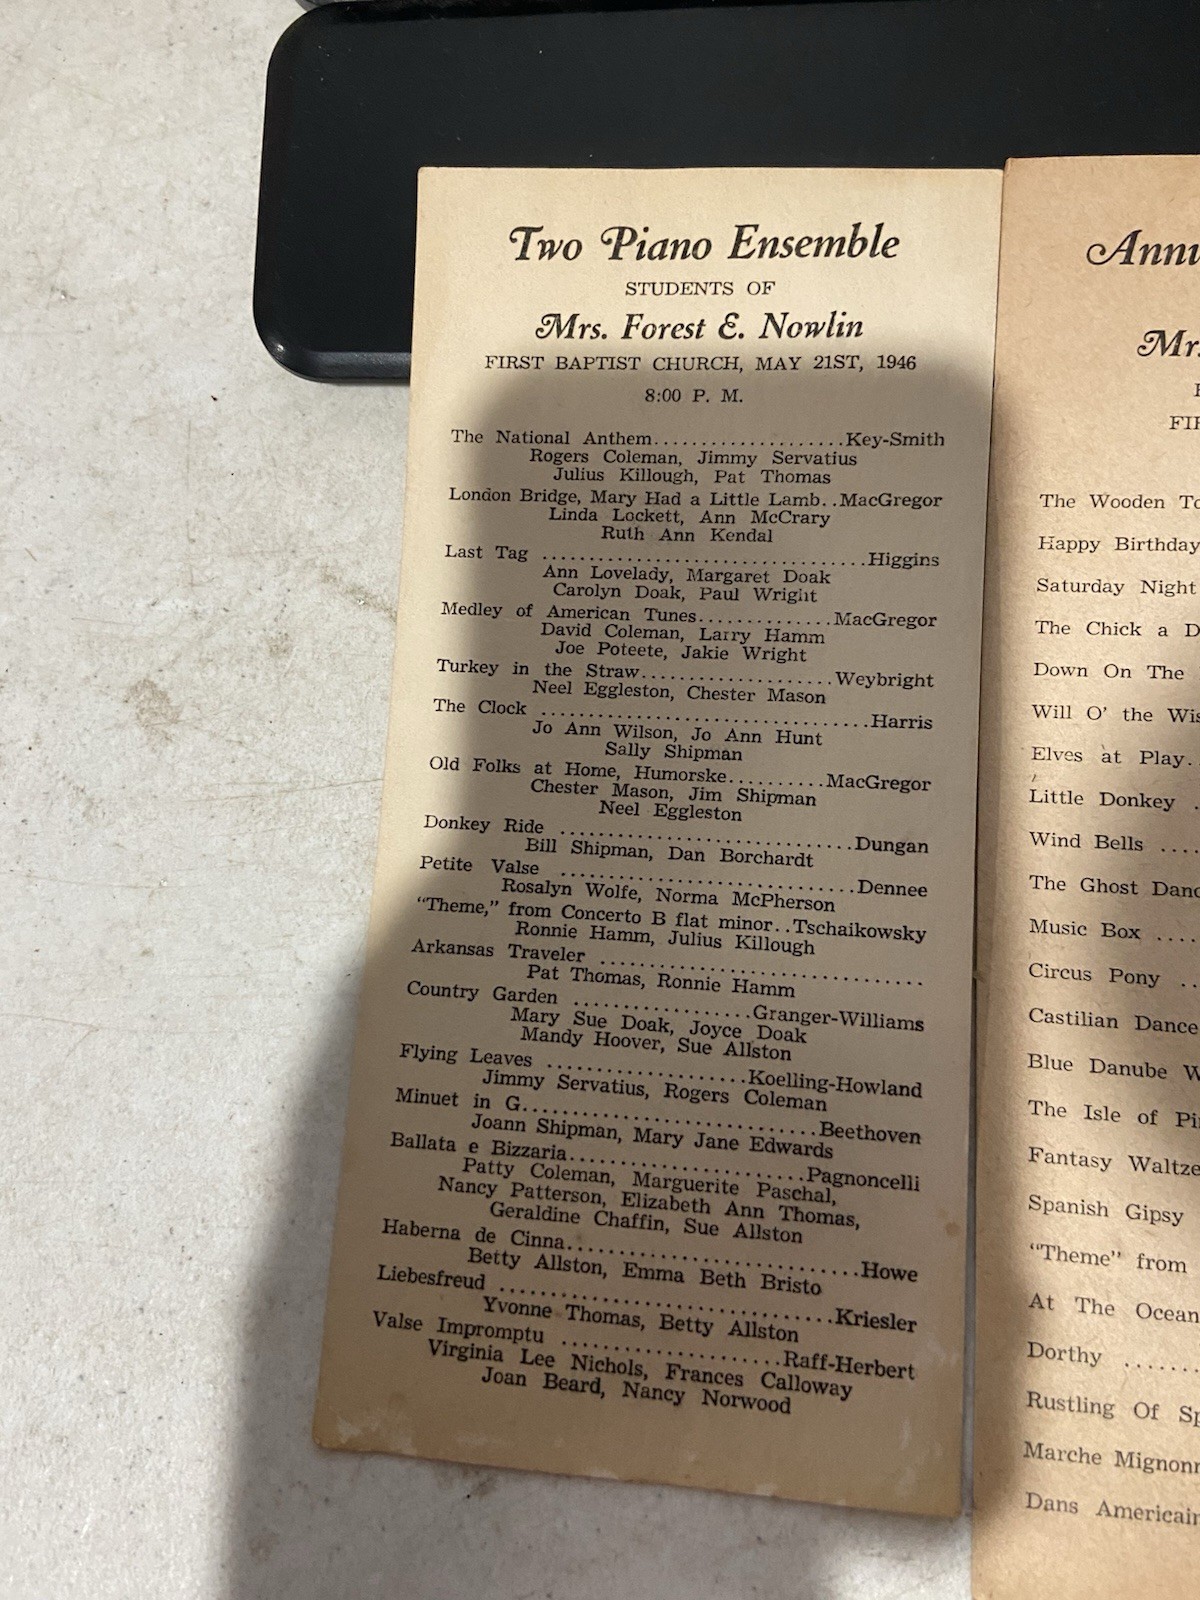 Two Piano Ensemble
STUDENTS OF
Mrs. Forest E. Nowlin
FIRST BAPTIST CHURCH, MAY 21ST, 1946
8:00 P. M.
The National Anthem....................Key-Smith
Rogers Coleman, Jimmy Servatius
Julius Killough, Pat Thomas
London Bridge, Mary Had a Little Lamb..MacGregor
Linda Lockett, Ann McCrary
Ruth Ann Kendal
Last Tag ..................................Higgins
Ann Lovelady, Margaret Doak
Carolyn Doak, Paul Wright
Medley of American Tunes..............MacGregor
David Coleman, Larry Hamm
Joe Poteete, Jakie Wright
Turkey in the Straw.....................Weybright
Neel Eggleston, Chester Mason
The Clock ...................................Harris
Jo Ann Wilson, Jo Ann Hunt
Sally Shipman
Old Folks at Home, Humorske..........MacGregor
Chester Mason, Jim Shipman
Neel Eggleston
Donkey Ride ...............................Dungan
Bill Shipman, Dan Borchardt
Petite Valse ...............................Dennee
Rosalyn Wolfe, Norma McPherson
"Theme," from Concerto B flat minor..Tschaikowsky
Ronnie Hamm, Julius Killough
Arkansas Traveler ..................................
Pat Thomas, Ronnie Hamm
Country Garden ...................Granger-Williams
Mary Sue Doak, Joyce Doak
Mandy Hoover, Sue Allston
Flying Leaves .....................Koelling-Howland
Jimmy Servatius, Rogers Coleman
Minuet in G...............................Beethoven
Joann Shipman, Mary Jane Edwards
Ballata e Bizzaria.........................Pagnoncelli
Patty Coleman, Marguerite Paschal,
Nancy Patterson, Elizabeth Ann Thomas,
Geraldine Chaffin, Sue Allston
Haberna de Cinna...............................Howe
Betty Allston, Emma Beth Bristo
Liebesfreud ...................................Kriesler
Yvonne Thomas, Betty Allston
Valse Impromptu .......................Raff-Herbert
Virginia Lee Nichols, Frances Calloway
Joan Beard, Nancy Norwood
Annu
Mrs.
FIR
The Wooden To
Happy Birthday
Saturday Night
The Chick a D
Down On The
Will O' the Wis
Elves at Play..
Little Donkey .
Wind Bells ....
The Ghost Danc
Music Box ....
Circus Pony ..
Castilian Dance
Blue Danube W
The Isle of Pi
Fantasy Waltze
Spanish Gipsy
"Theme" from
At The Ocean
Dorthy .......
Rustling Of Sp
Marche Mignonn
Dans Americain